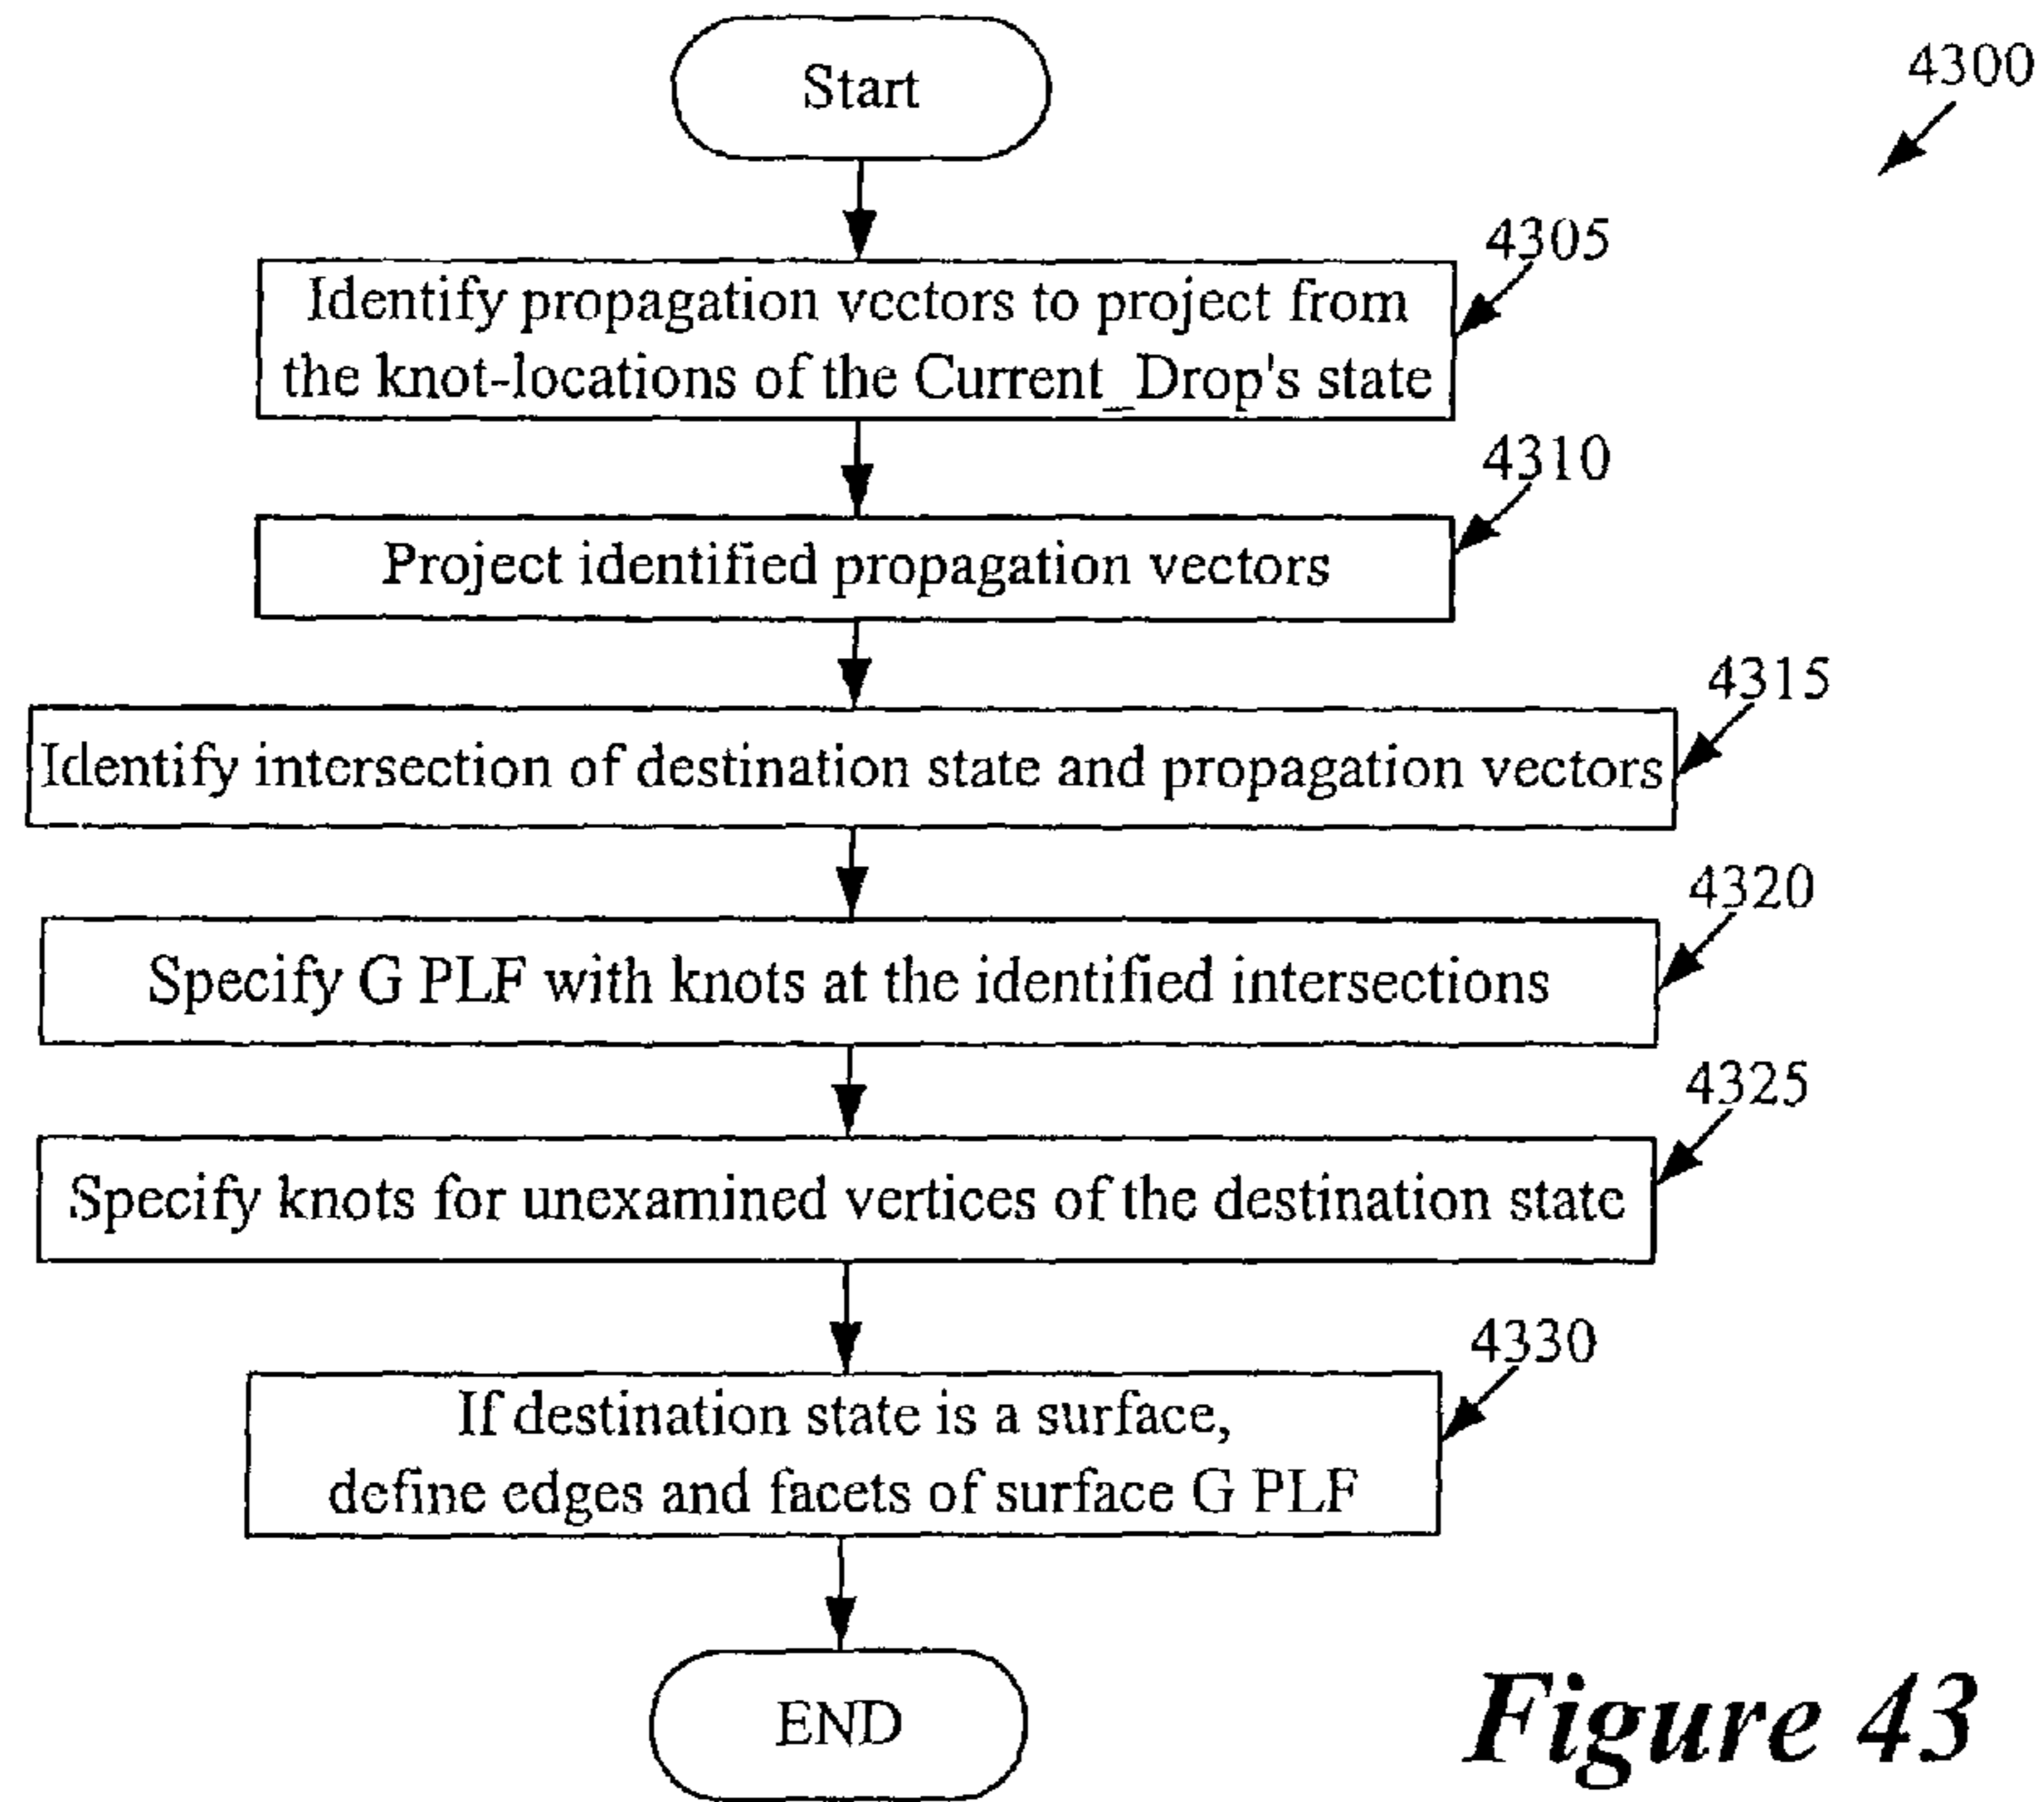 Start
4300
4305
Identify propagation vectors to project from
the knot-locations of the Current_Drop's state
4310
Project identified propagation vectors
4315
Identify intersection of destination state and propagation vectors
4320
Specify G PLF with knots at the identified intersections
4325
Specify knots for unexamined vertices of the destination state
4330
If destination state is a surface,
define edges and facets of surface G PLF
END
Figure 43